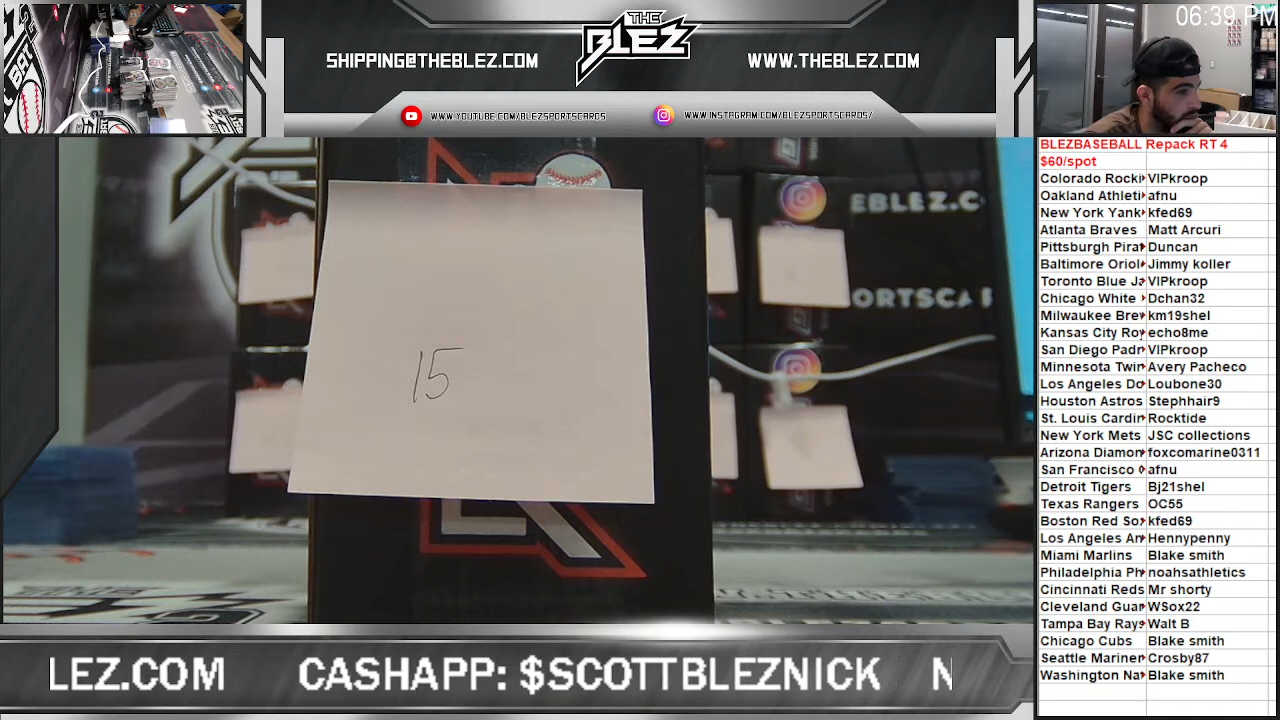 06:39 PM
THE
BLEZ
SHIPPING@THEBLEZ.COM
WWW.THEBLEZ.COM
WWW.YOUTUBE.COM/BLEZSPORTSCARDS
WWW.INSTAGRAM.COM/BLEZSPORTSCARDS/
EBLEZ.C
ORTSCA
15
BLEZBASEBALL Repack RT 4
$60/spot
Colorado Rocki VIPkroop
Oakland Athleti afnu
New York Yank kfed69
Atlanta Braves Matt Arcuri
Pittsburgh Pirat Duncan
Baltimore Oriol Jimmy koller
Toronto Blue Ja VIPkroop
Chicago White Dchan32
Milwaukee Brew km19shel
Kansas City Roy echo8me
San Diego Padr VIPkroop
Minnesota Twin Avery Pacheco
Los Angeles Do Loubone30
Houston Astros Stephhair9
St. Louis Cardin Rocktide
New York Mets JSC collections
Arizona Diamon foxcomarine0311
San Francisco G afnu
Detroit Tigers Bj21shel
Texas Rangers OC55
Boston Red Sox kfed69
Los Angeles An Hennypenny
Miami Marlins Blake smith
Philadelphia Ph noahsathletics
Cincinnati Reds Mr shorty
Cleveland Guar WSox22
Tampa Bay Rays Walt B
Chicago Cubs Blake smith
Seattle Mariner Crosby87
Washington Na Blake smith
LEZ.COM CASHAPP: $SCOTTBLEZNICK N